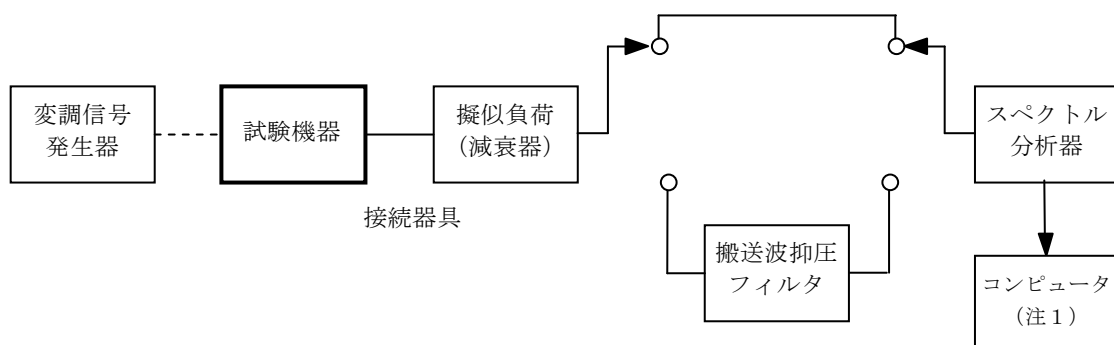 変調信号
発生器
試験機器
擬似負荷
（減衰器）
スペクトル
分析器
接続器具
搬送波抑圧
フィルタ
コンピュータ
（注１）